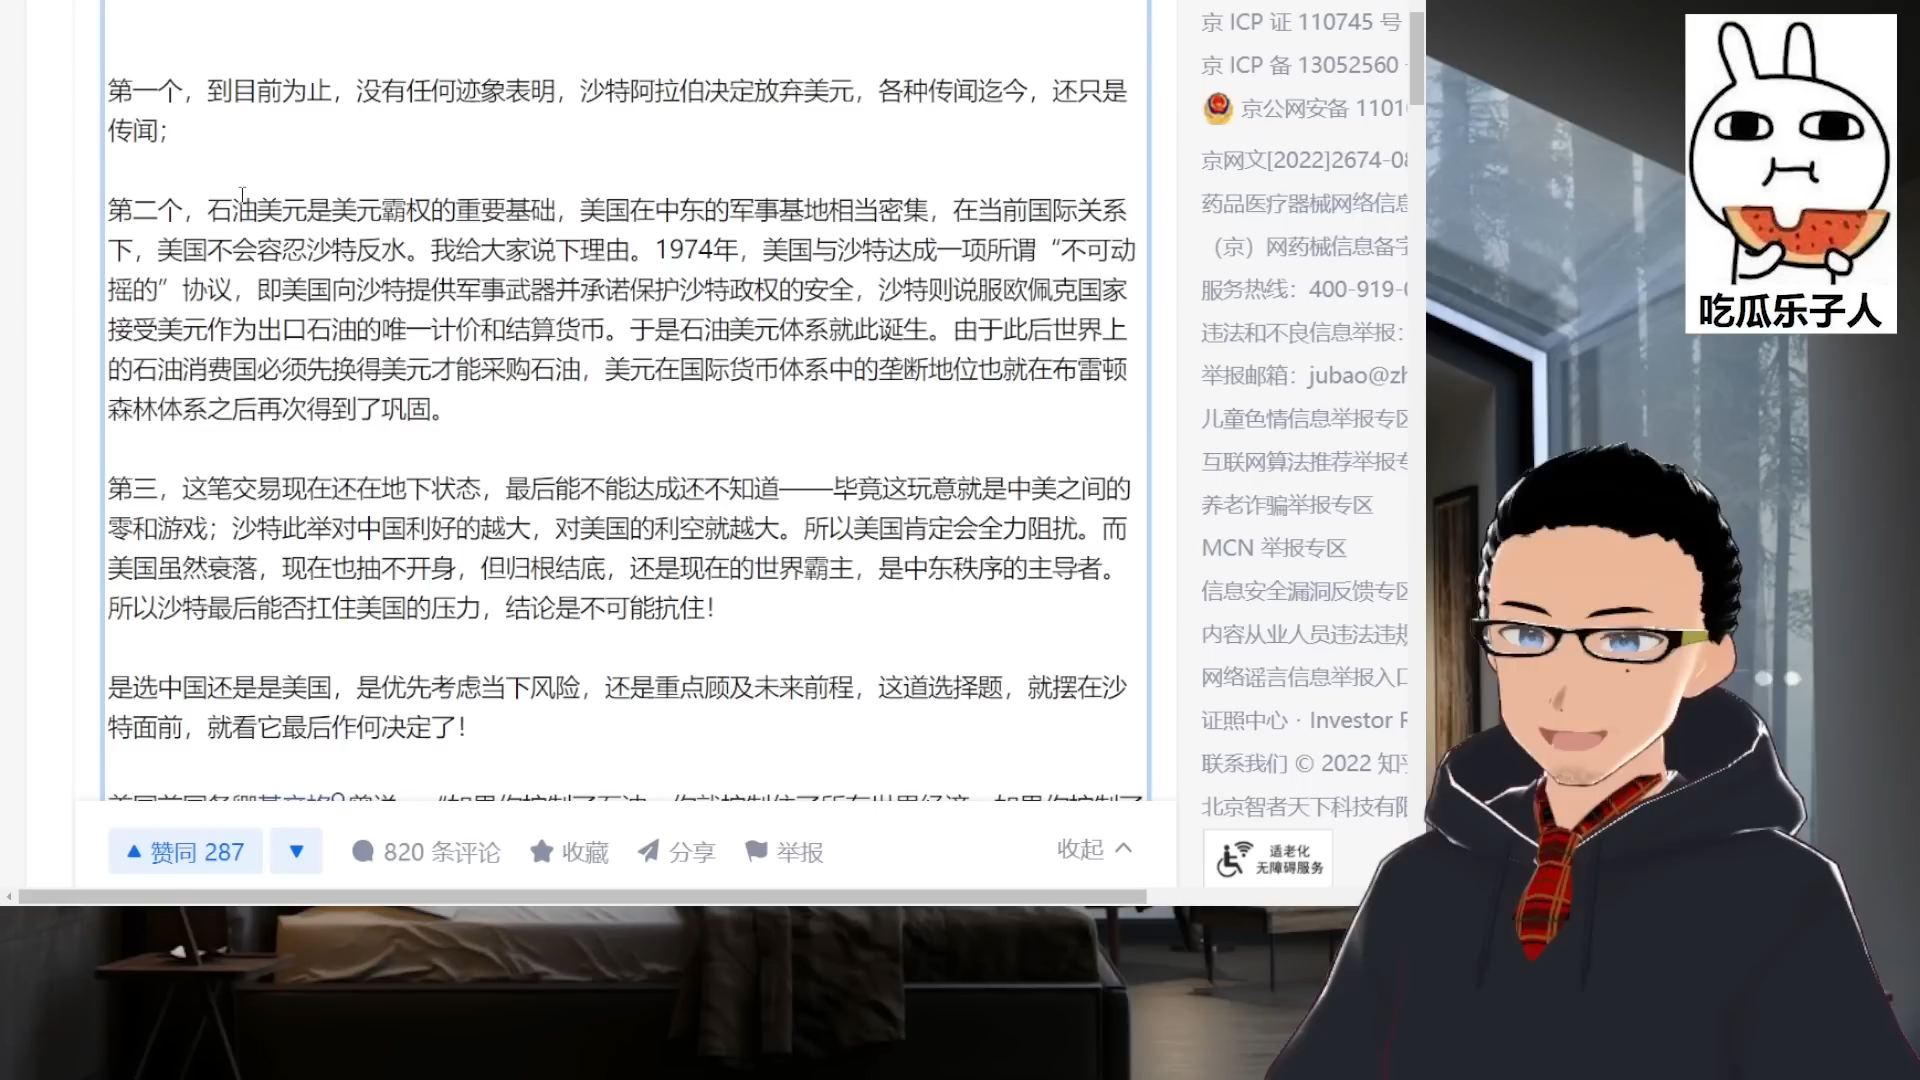 第一个，到目前为止，没有任何迹象表明，沙特阿拉伯决定放弃美元，各种传闻迄今，还只是
传闻；
第二个，石油美元是美元霸权的重要基础，美国在中东的军事基地相当密集，在当前国际关系
下，美国不会容忍沙特反水。我给大家说下理由。1974年，美国与沙特达成一项所谓“不可动
摇的”协议，即美国向沙特提供军事武器并承诺保护沙特政权的安全，沙特则说服欧佩克国家
接受美元作为出口石油的唯一计价和结算货币。于是石油美元体系就此诞生。由于此后世界上
的石油消费国必须先换得美元才能采购石油，美元在国际货币体系中的垄断地位也就在布雷顿
森林体系之后再次得到了巩固。
第三，这笔交易现在还在地下状态，最后能不能达成还不知道——毕竟这玩意就是中美之间的
零和游戏；沙特此举对中国利好的越大，对美国的利空就越大。所以美国肯定会全力阻扰。而
美国虽然衰落，现在也抽不开身，但归根结底，还是现在的世界霸主，是中东秩序的主导者。
所以沙特最后能否扛住美国的压力，结论是不可能抗住！
是选中国还是是美国，是优先考虑当下风险，还是重点顾及未来前程，这道选择题，就摆在沙
特面前，就看它最后作何决定了！
赞同 287
820 条评论
收藏
分享
举报
收起
京 ICP 证 110745 号
京 ICP 备 13052560
京公网安备 1101
京网文[2022]2674-08
药品医疗器械网络信息
（京）网药械信息备字
服务热线：400-919-0
违法和不良信息举报：
举报邮箱：jubao@zh
儿童色情信息举报专区
互联网算法推荐举报专
养老诈骗举报专区
MCN 举报专区
信息安全漏洞反馈专区
内容从业人员违法违规
网络谣言信息举报入口
证照中心 · Investor R
联系我们 © 2022 知乎
北京智者天下科技有限
适老化
无障碍服务
吃瓜乐子人